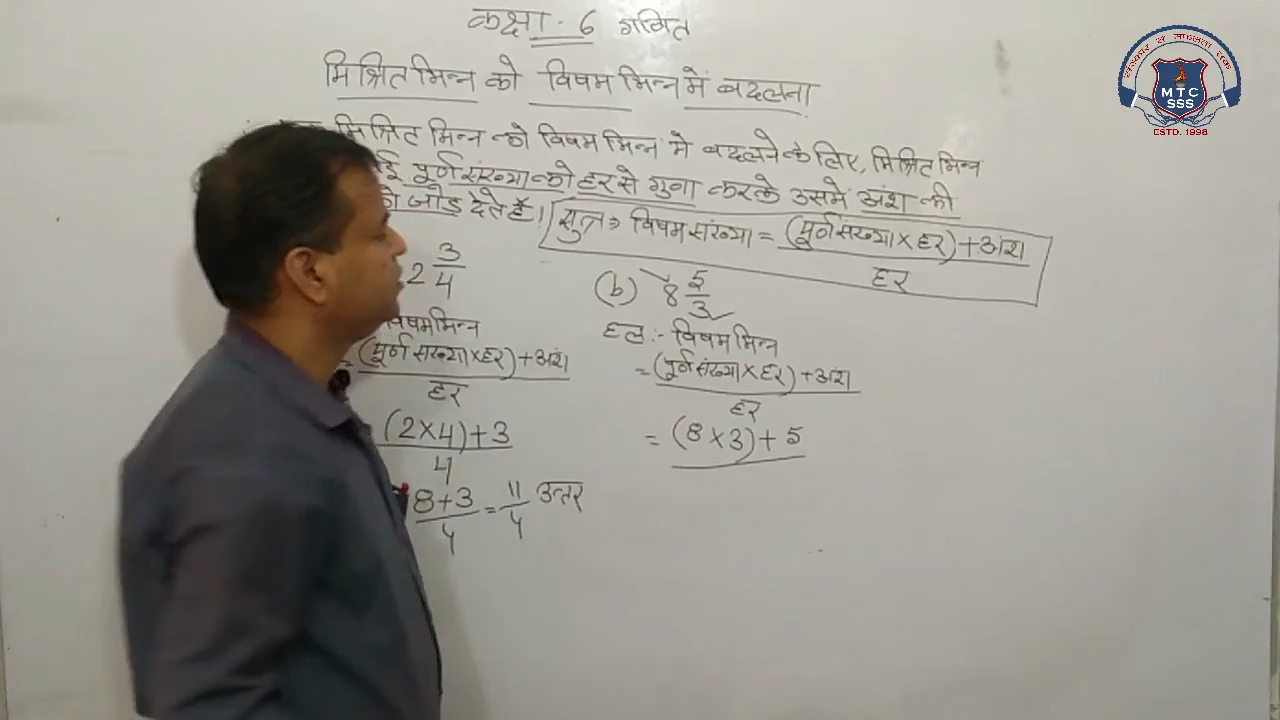 कक्षा - 6 गणित
मिश्रित भिन्न को विषम भिन्न में बदलना
मिश्रित भिन्न को विषम भिन्न में बदलने के लिए, मिश्रित भिन्न
पूर्ण संख्या को हर से गुणा करके उसमें अंश की
को जोड़ देते हैं।
सुत्र⇒ विषम संख्या = (पूर्ण संख्या × हर) + अंश
हर
2 3/4
विषम भिन्न
= (पूर्ण संख्या × हर) + अंश
हर
(2×4)+3
4
8+3/4 = 11/4 उत्तर
(b) 8 5/3
हल :- विषम भिन्न
= (पूर्ण संख्या × हर) + अंश
हर
= (8×3)+5
MTC
SSS
ESTD. 1998